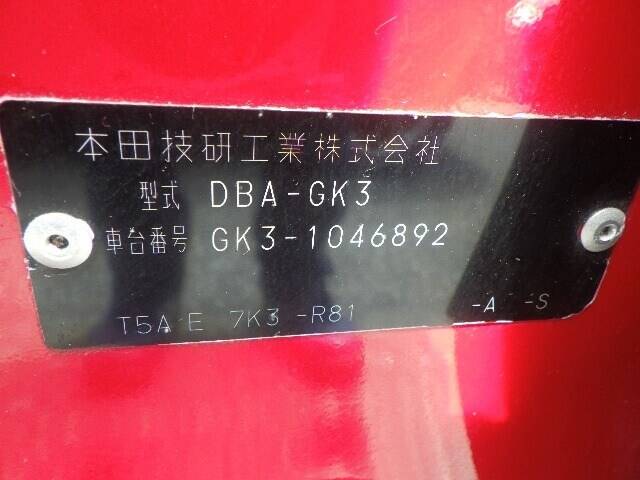 本田技研工業株式会社
型式 DBA-GK3
車台番号 GK3-1046892
T5A E 7K3 -R81 -A -S